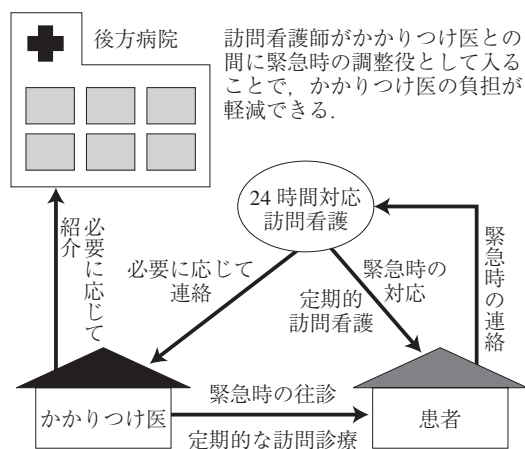 後方病院
訪問看護師がかかりつけ医との
間に緊急時の調整役として入る
ことで，かかりつけ医の負担が
軽減できる．
24 時間対応
訪問看護
必要に応じて
紹介
必要に応じて
連絡
緊急時の
対応
定期的
訪問看護
緊急時の連絡
かかりつけ医
緊急時の往診
定期的な訪問診療
患者